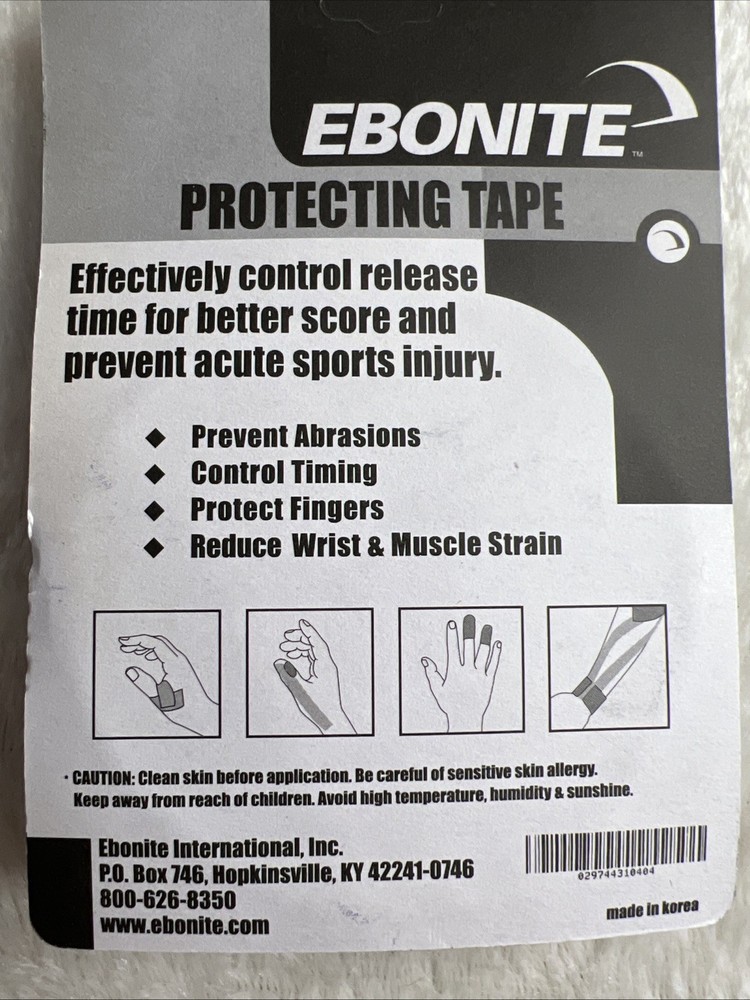 EBONITE
™
PROTECTING TAPE
Effectively control release
time for better score and
prevent acute sports injury.
◆ Prevent Abrasions
◆ Control Timing
◆ Protect Fingers
◆ Reduce Wrist & Muscle Strain
· CAUTION: Clean skin before application. Be careful of sensitive skin allergy.
Keep away from reach of children. Avoid high temperature, humidity & sunshine.
Ebonite International, Inc.
P.O. Box 746, Hopkinsville, KY 42241-0746
800-626-8350
www.ebonite.com
029744310404
made in korea